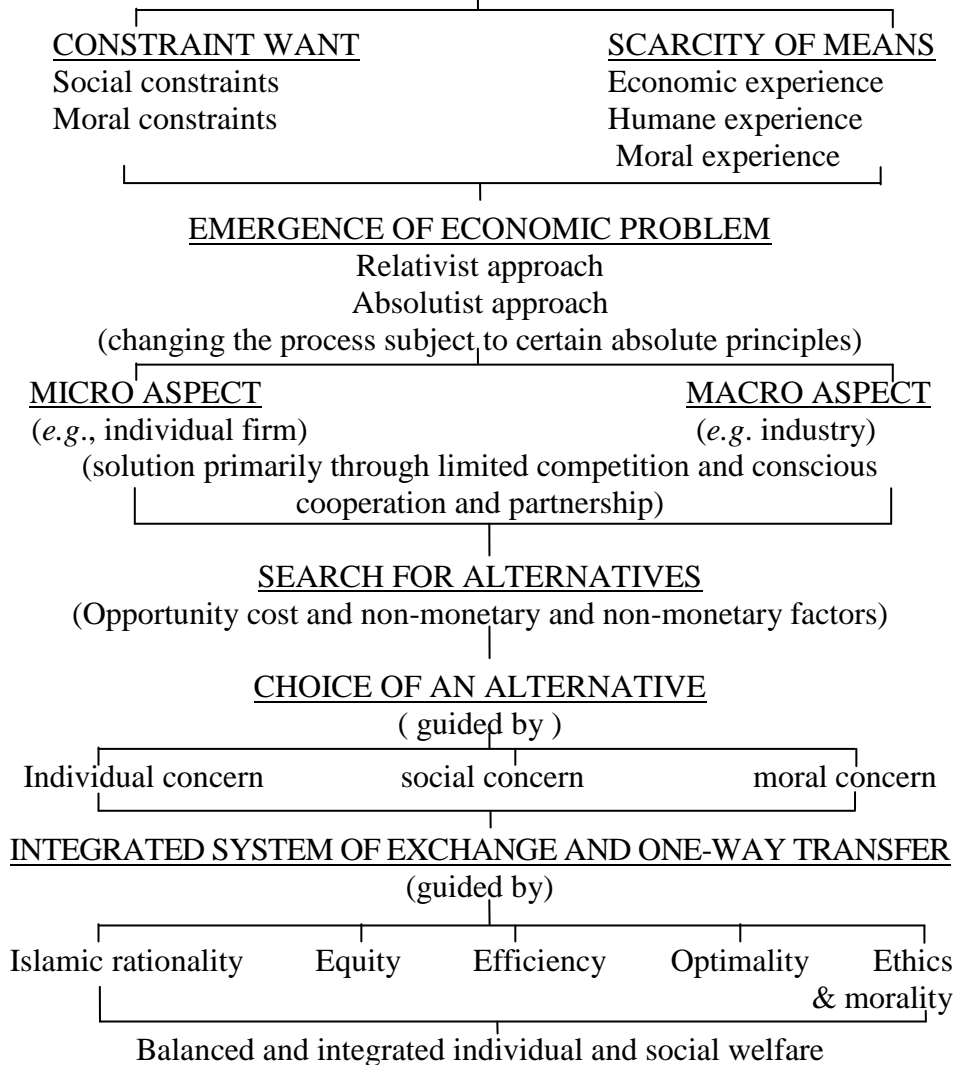 CONSTRAINT WANT
Social constraints
Moral constraints
SCARCITY OF MEANS
Economic experience
Humane experience
Moral experience
EMERGENCE OF ECONOMIC PROBLEM
Relativist approach
Absolutist approach
(changing the process subject to certain absolute principles)
MICRO ASPECT
(e.g., individual firm)
MACRO ASPECT
(e.g. industry)
(solution primarily through limited competition and conscious
cooperation and partnership)
SEARCH FOR ALTERNATIVES
(Opportunity cost and non-monetary and non-monetary factors)
CHOICE OF AN ALTERNATIVE
( guided by )
Individual concern social concern moral concern
INTEGRATED SYSTEM OF EXCHANGE AND ONE-WAY TRANSFER
(guided by)
Islamic rationality Equity Efficiency Optimality Ethics
& morality
Balanced and integrated individual and social welfare